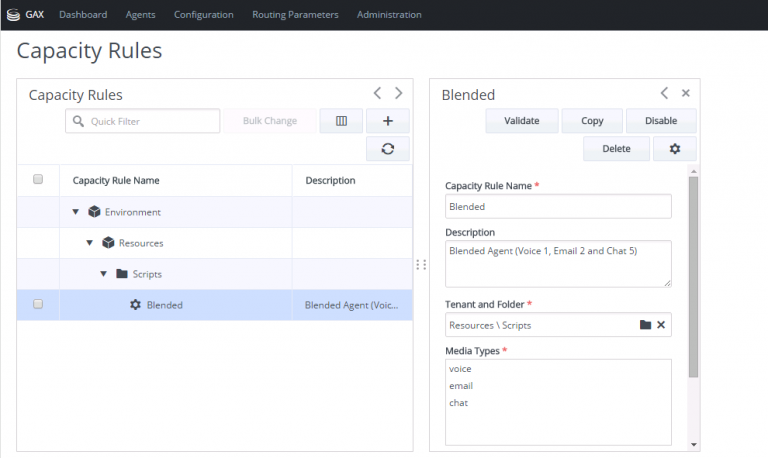 GAX Dashboard Agents Configuration Routing Parameters Administration
Capacity Rules
Capacity Rules
Quick Filter Bulk Change
Capacity Rule Name * Description
Environment
Resources
Scripts
Blended Blended Agent (Voic...
Blended
Validate Copy Disable
Delete
Capacity Rule Name *
Blended
Description
Blended Agent (Voice 1, Email 2 and Chat 5)
Tenant and Folder *
Resources \ Scripts
Media Types *
voice
email
chat